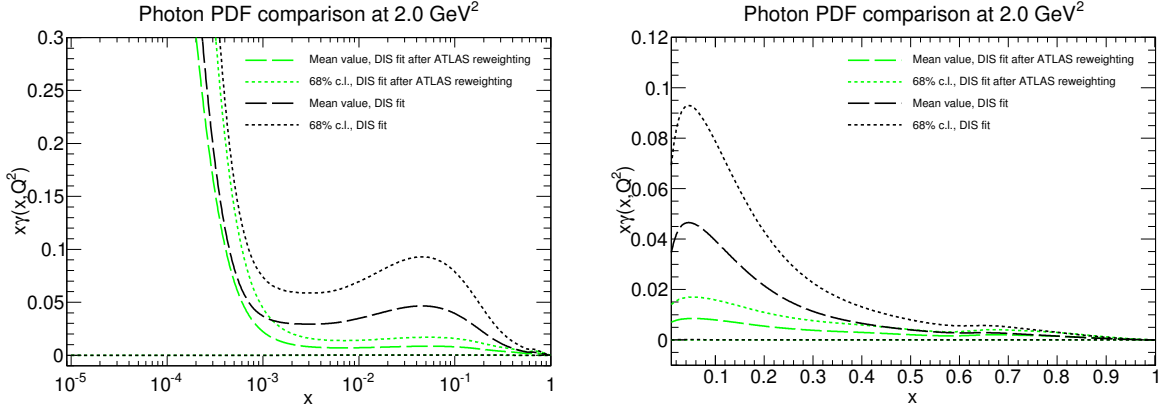 Photon PDF comparison at 2.0 GeV²
xγ(x,Q²)
0.3
0.25
0.2
0.15
0.1
0.05
0
Mean value, DIS fit after ATLAS reweighting
68% c.l., DIS fit after ATLAS reweighting
Mean value, DIS fit
68% c.l., DIS fit
10⁻⁵ 10⁻⁴ 10⁻³ 10⁻² 10⁻¹ 1
x
Photon PDF comparison at 2.0 GeV²
xγ(x,Q²)
0.12
0.1
0.08
0.06
0.04
0.02
0
Mean value, DIS fit after ATLAS reweighting
68% c.l., DIS fit after ATLAS reweighting
Mean value, DIS fit
68% c.l., DIS fit
0.1 0.2 0.3 0.4 0.5 0.6 0.7 0.8 0.9 1
x